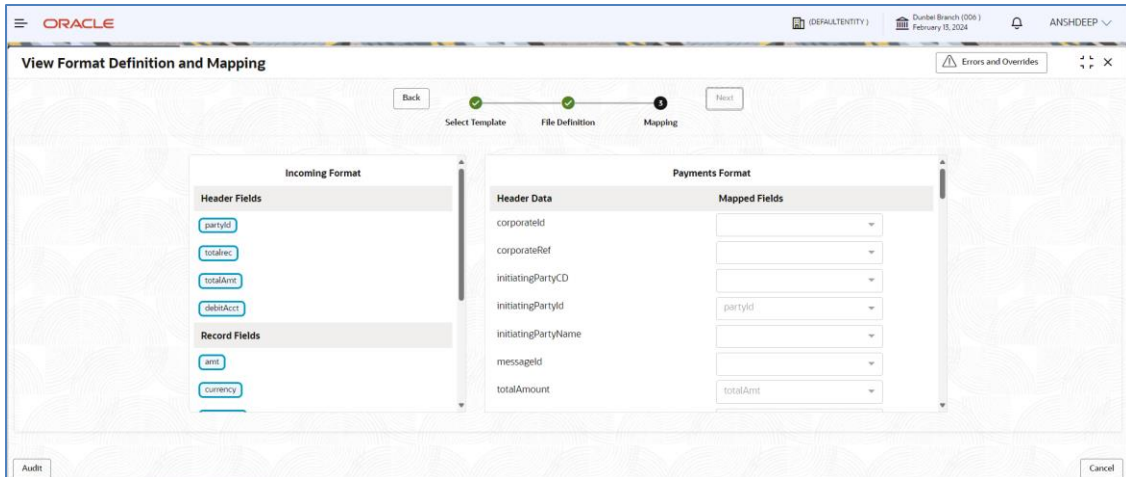 ORACLE
(DEFAULTENTITY )
Dunbel Branch (006 )
February 13, 2024
ANSHDEEP
View Format Definition and Mapping
Errors and Overrides
Back
3
Next
Select Template
File Definition
Mapping
Incoming Format
Header Fields
partyId
totalrec
totalAmt
debitAcct
Record Fields
amt
currency
Payments Format
Header Data
Mapped Fields
corporateId
corporateRef
initiatingPartyCD
initiatingPartyId
partyId
initiatingPartyName
messageId
totalAmount
totalAmt
Audit
Cancel